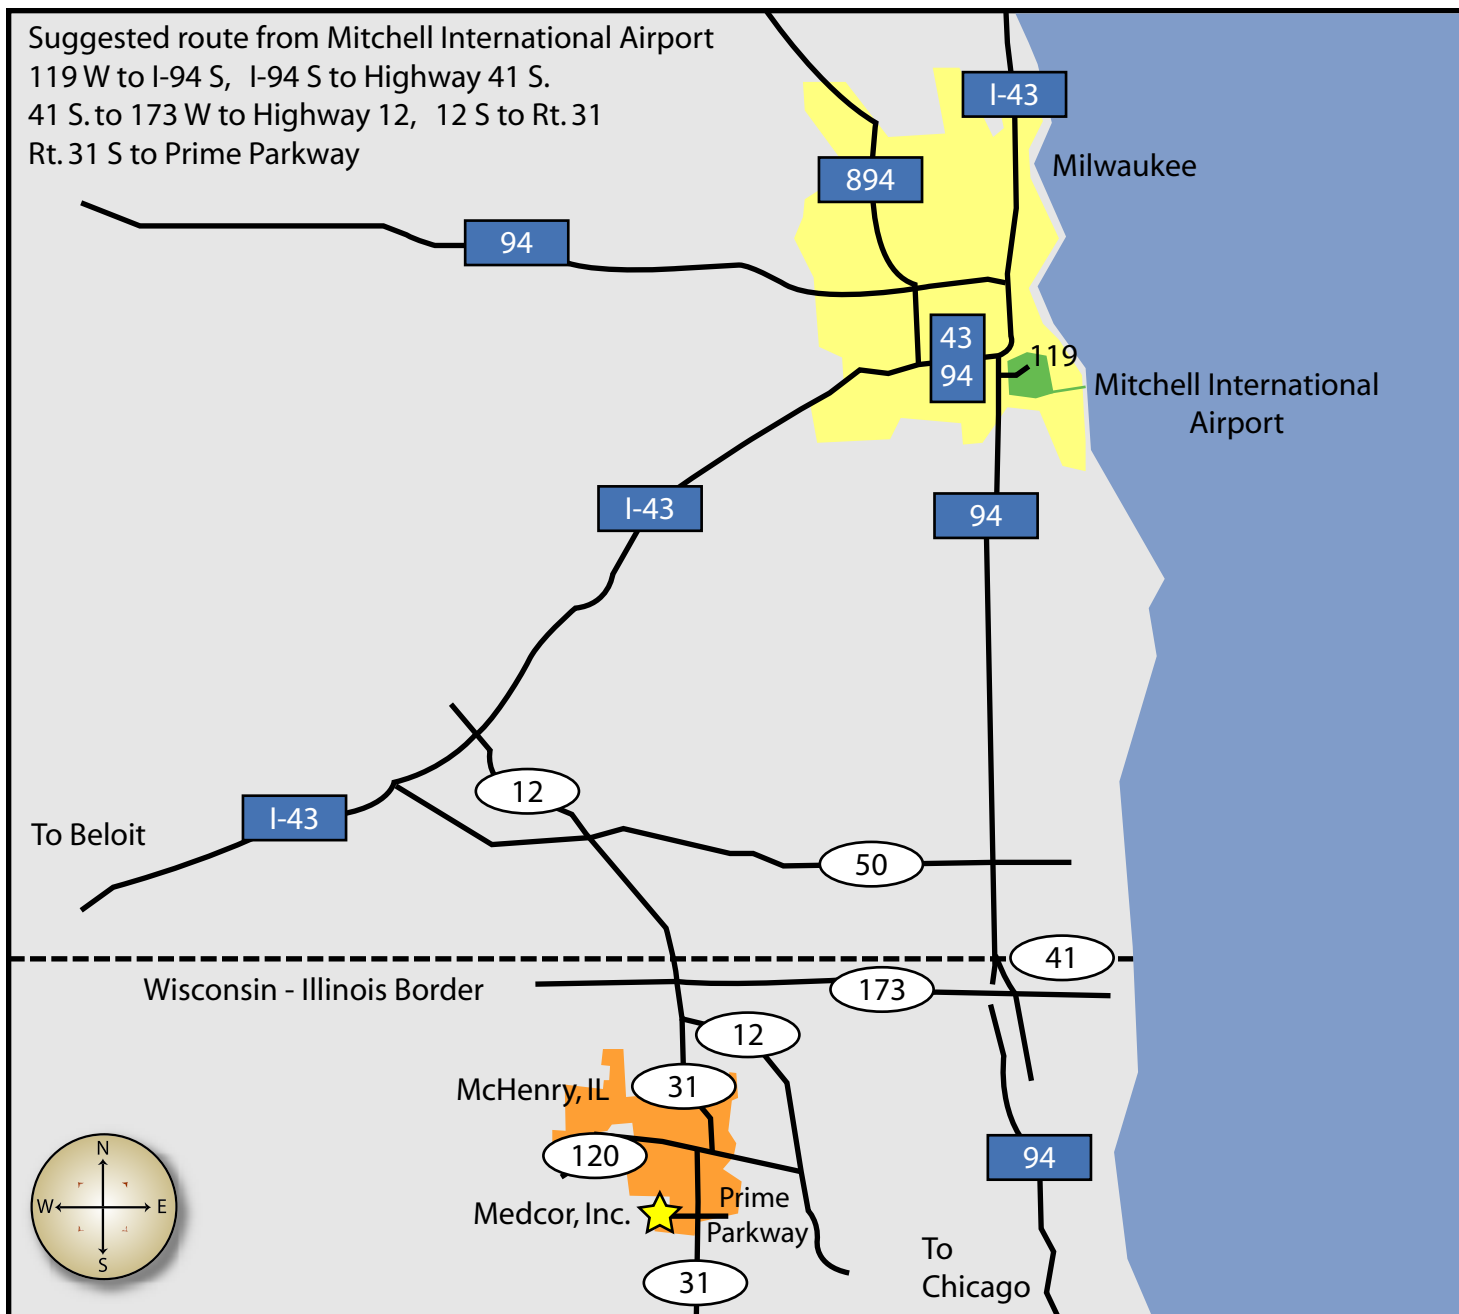 Suggested route from Mitchell International Airport
119 W to I-94 S, I-94 S to Highway 41 S.
41 S. to 173 W to Highway 12, 12 S to Rt. 31
Rt. 31 S to Prime Parkway
I-43
Milwaukee
894
94
43
94
119
Mitchell International
Airport
I-43
94
12
I-43
To Beloit
50
41
Wisconsin - Illinois Border
173
12
McHenry, IL
31
120
94
Medcor, Inc.
Prime
Parkway
To
Chicago
31
N
W
E
S